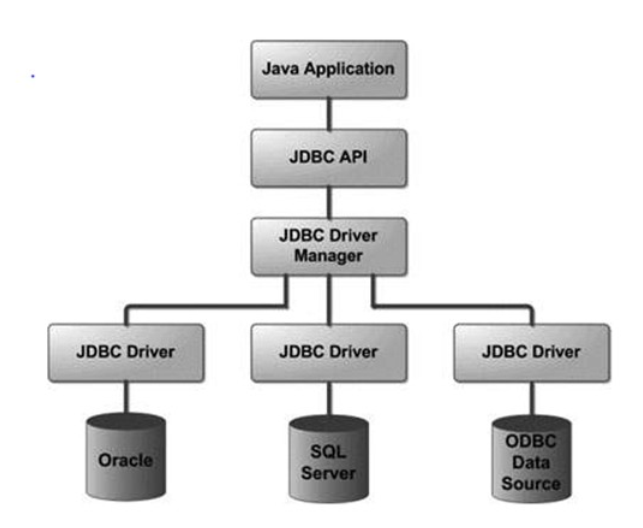 Java Application
JDBC API
JDBC Driver
Manager
JDBC Driver
JDBC Driver
JDBC Driver
Oracle
SQL
Server
ODBC
Data
Source